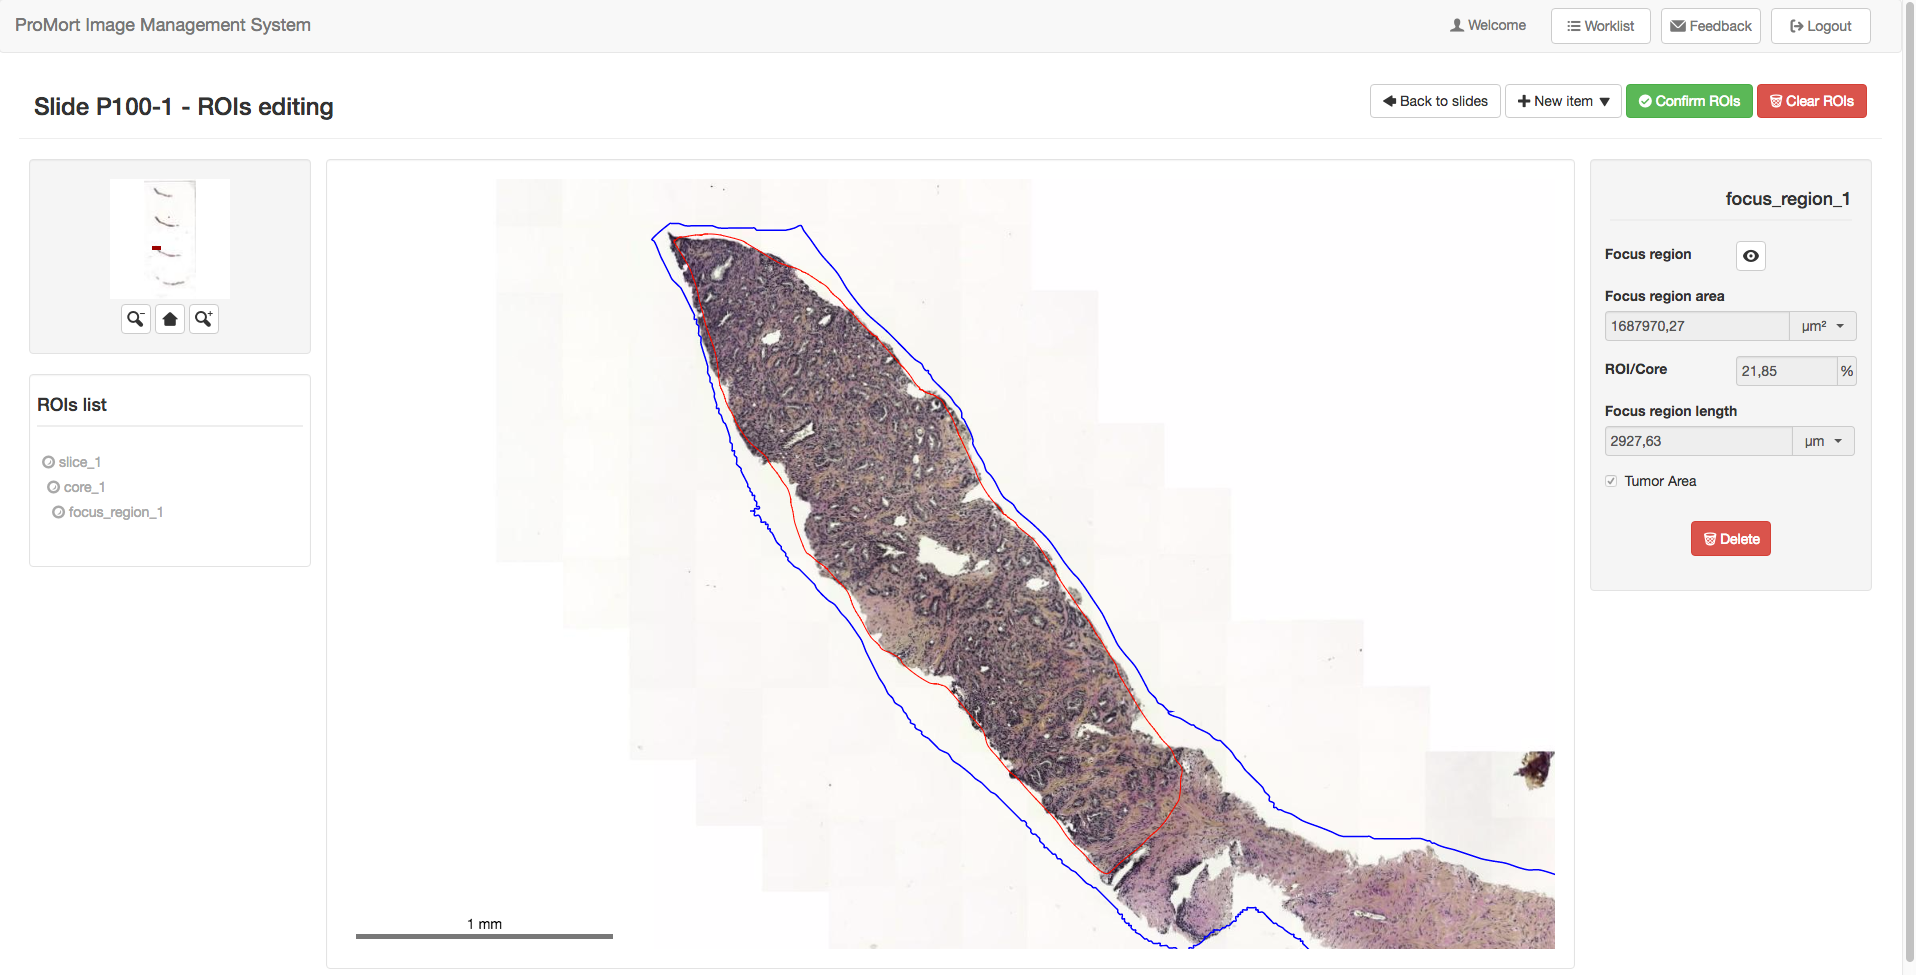 ProMort Image Management System
Welcome
Worklist
Feedback
Logout
Slide P100-1 - ROIs editing
Back to slides
New item
Confirm ROIs
Clear ROIs
ROIs list
slice_1
core_1
focus_region_1
1 mm
focus_region_1
Focus region
Focus region area
1687970,27 µm²
ROI/Core 21,85 %
Focus region length
2927,63 µm
Tumor Area
Delete